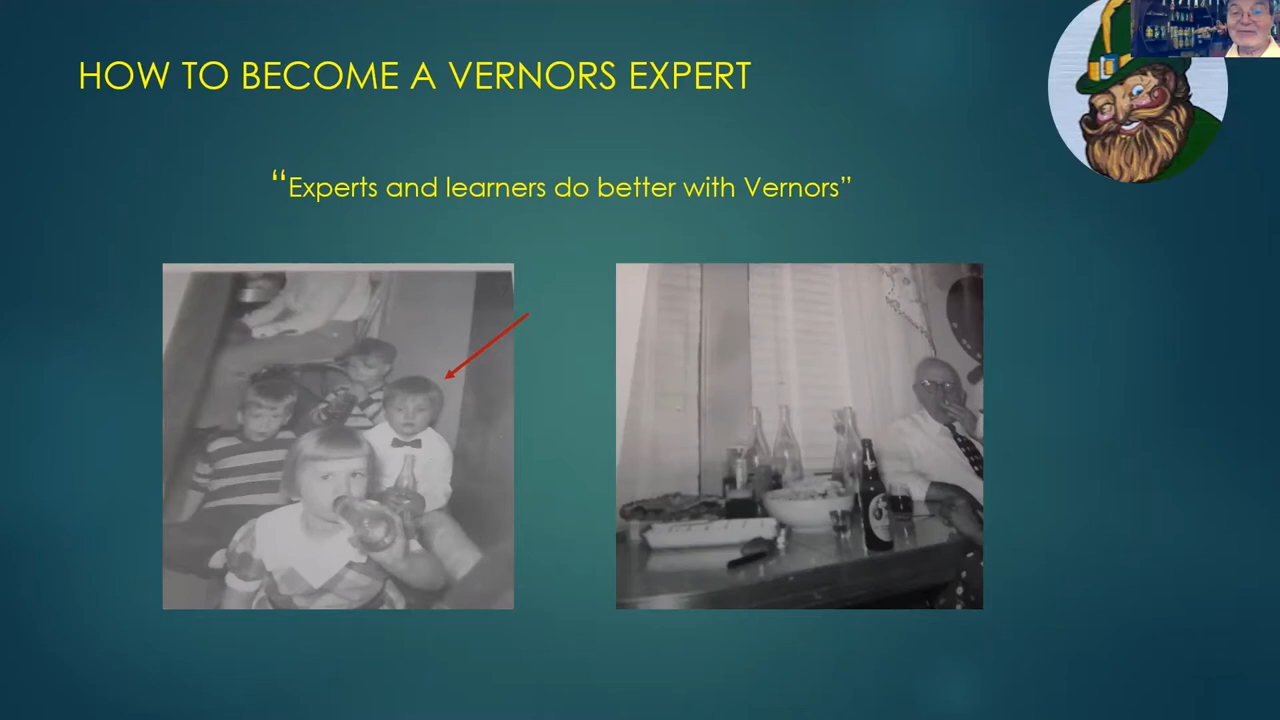 HOW TO BECOME A VERNORS EXPERT
“Experts and learners do better with Vernors”